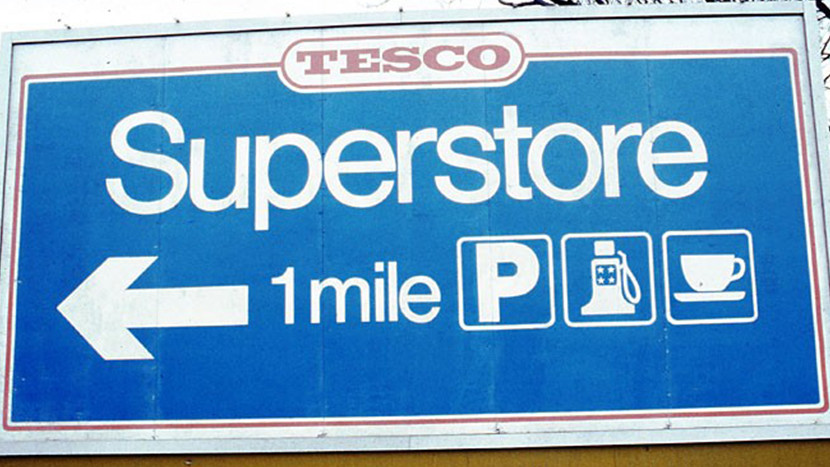 TESCO
Superstore
1 mile P